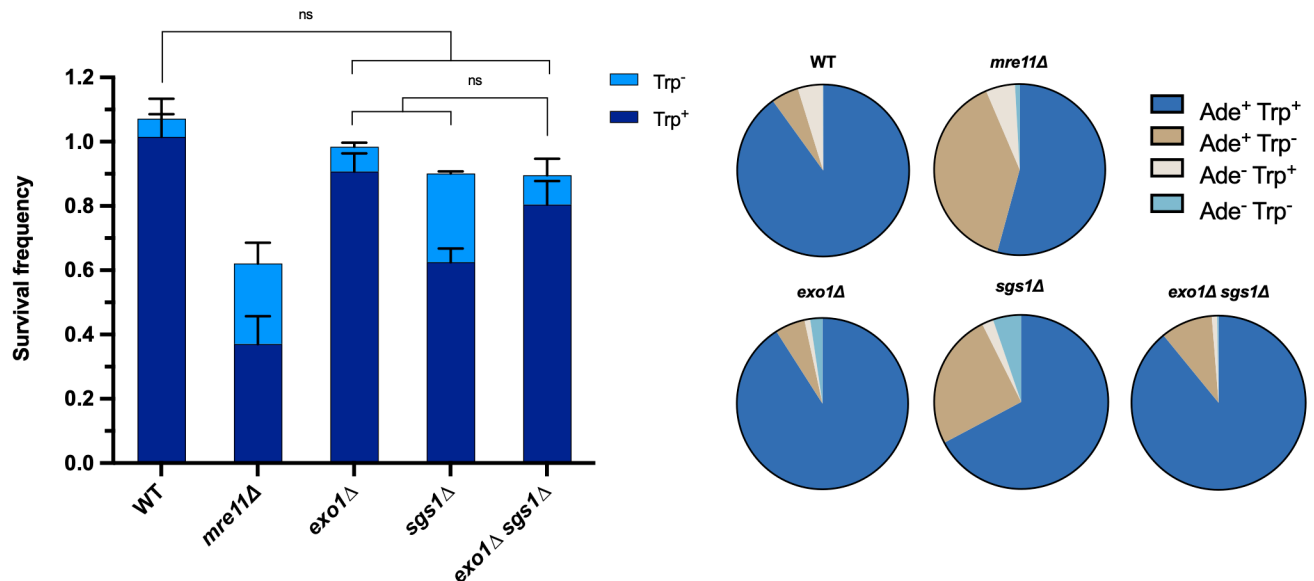 ns
ns
Survival frequency
1.2
1.0
0.8
0.6
0.4
0.2
0.0
WT
mre11Δ
exo1Δ
sgs1Δ
exo1Δ sgs1Δ
Trp⁻
Trp⁺
WT
mre11Δ
exo1Δ
sgs1Δ
exo1Δ sgs1Δ
Ade⁺ Trp⁺
Ade⁺ Trp⁻
Ade⁻ Trp⁺
Ade⁻ Trp⁻